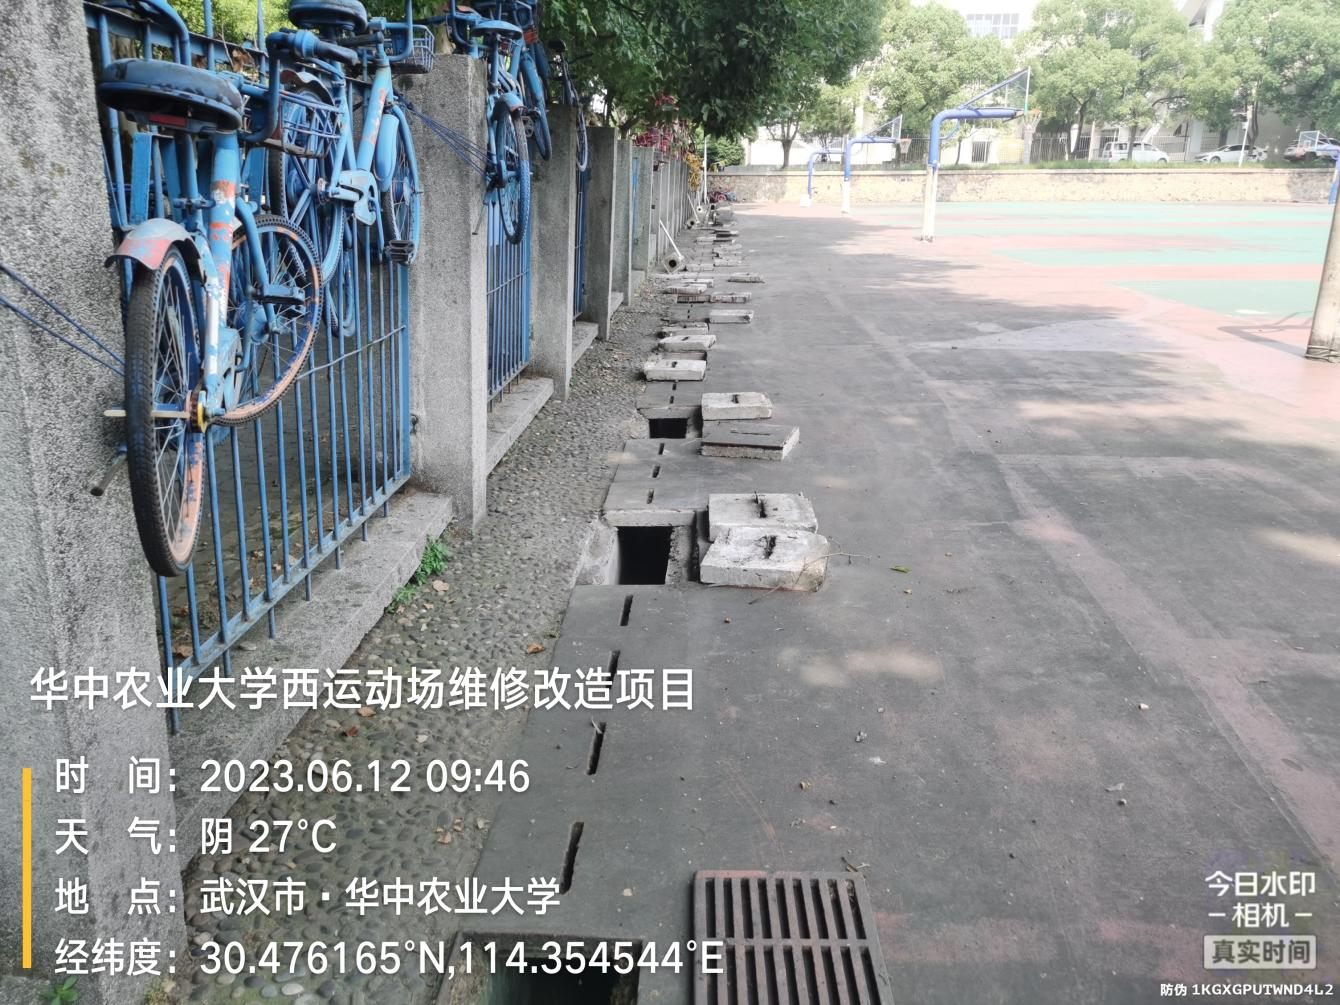 华中农业大学西运动场维修改造项目
时 间：2023.06.12 09:46
天 气：阴 27°C
地 点：武汉市·华中农业大学
经纬度：30.476165°N,114.354544°E
今日水印
-相机-
真实时间
防伪 1KGXGPUTWND4L2